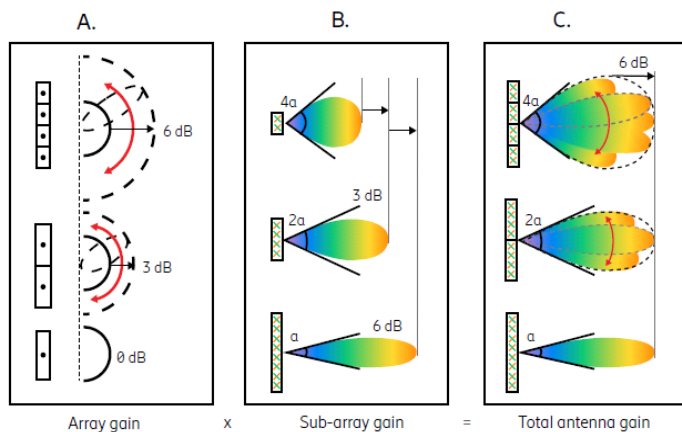 A.
B.
C.
6 dB
3 dB
0 dB
4α
2α
3 dB
α
6 dB
6 dB
4α
2α
α
Array gain x Sub-array gain = Total antenna gain